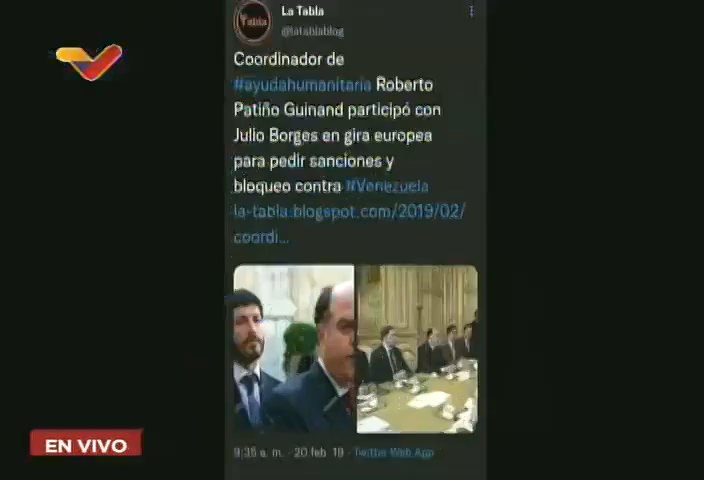 La Tabla
@latablablog
Tabla
Coordinador de
#ayudahumanitaria Roberto
Patiño Guinand participó con
Julio Borges en gira europea
para pedir sanciones y
bloqueo contra #Venezuela
la-tabla.blogspot.com/2019/02/
coordi...
9:35 a. m. · 20 feb. 19 · Twitter Web App
EN VIVO